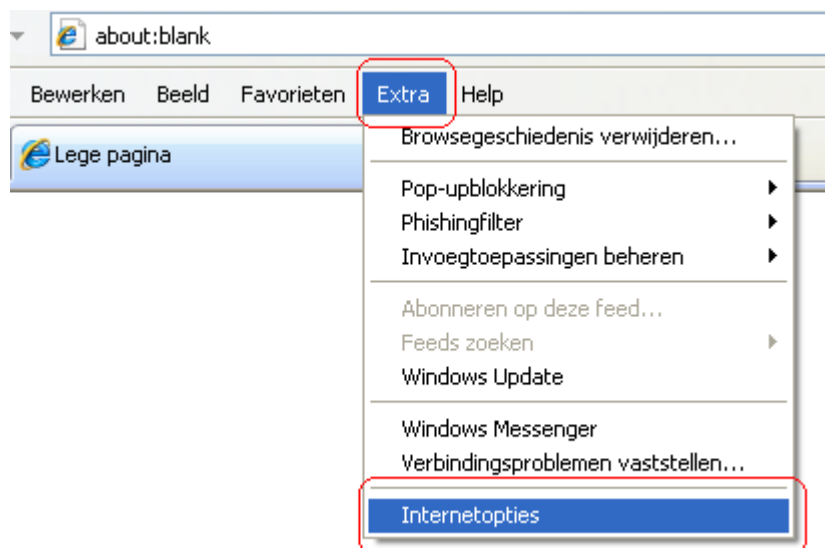 about:blank
Bewerken Beeld Favorieten Extra Help
Lege pagina
Browsegeschiedenis verwijderen...
Pop-upblokkering
Phishingfilter
Invoegtoepassingen beheren
Abonneren op deze feed...
Feeds zoeken
Windows Update
Windows Messenger
Verbindingsproblemen vaststellen...
Internetopties